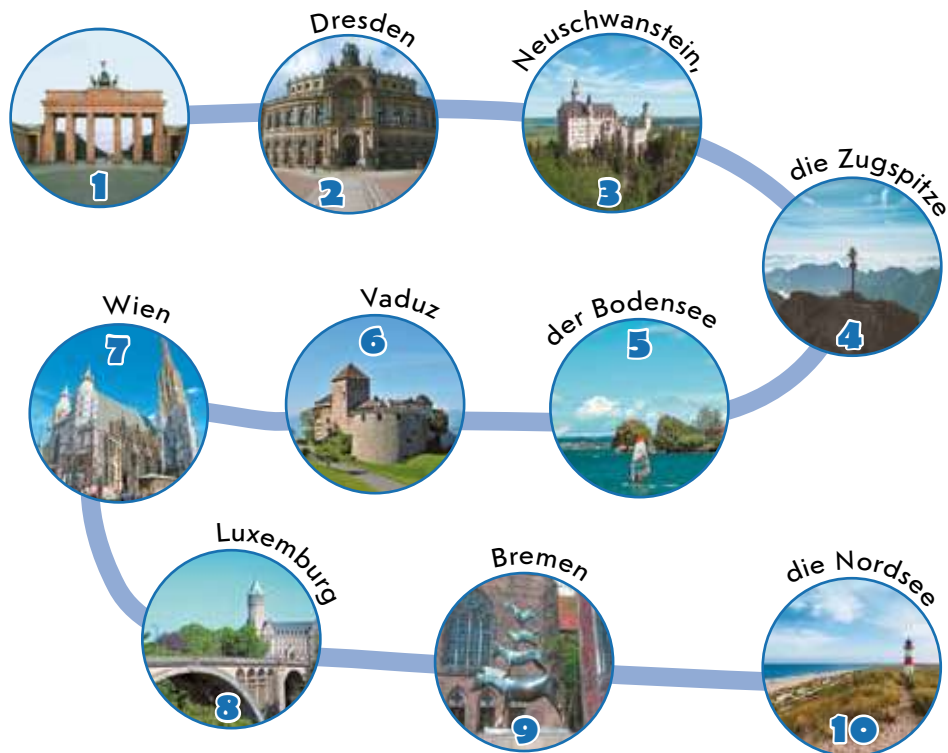 1
Dresden
2
Neuschwanstein,
3
die Zugspitze
4
der Bodensee
5
Vaduz
6
Wien
7
Luxemburg
8
Bremen
9
die Nordsee
10